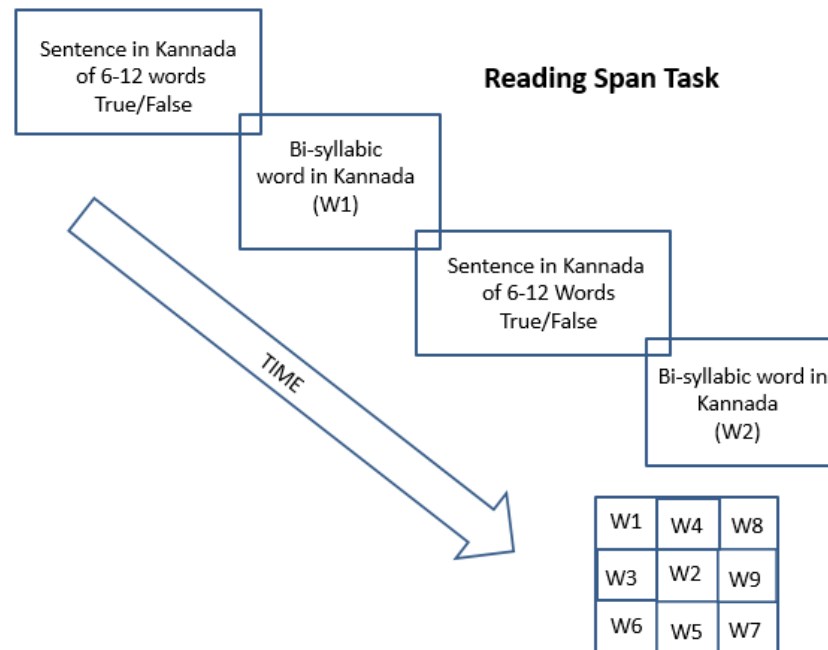 Sentence in Kannada
of 6-12 words
True/False
Reading Span Task
Bi-syllabic
word in Kannada
(W1)
Sentence in Kannada
of 6-12 Words
True/False
TIME
Bi-syllabic word in
Kannada
(W2)
W1 W4 W8
W3 W2 W9
W6 W5 W7